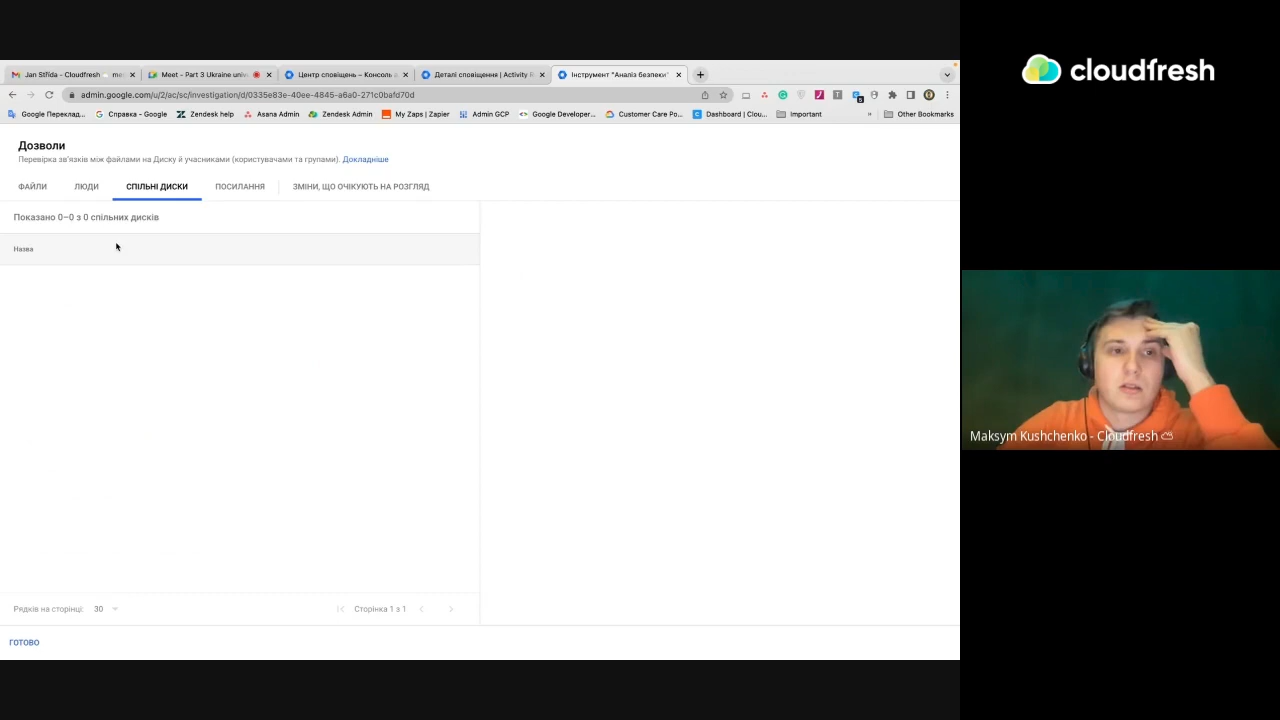 Jan Střída - Cloudfresh
Meet – Part 3 Ukraine univ
Центр сповіщень – Консоль
Деталі сповіщення | Activity
Інструмент "Аналіз безпеки"
admin.google.com/u/2/ac/sc/investigation/d/0335e83e-40ee-4845-a6a0-271c0bafd70d
Google Переклад...
Справка – Google
Zendesk help
Asana Admin
Zendesk Admin
My Zaps | Zapier
Admin GCP
Google Developer...
Customer Care Po...
Dashboard | Clou...
Important
»
Other Bookmarks
Дозволи
Перевірка зв'язків між файлами на Диску й учасниками (користувачами та групами). Докладніше
ФАЙЛИ
ЛЮДИ
СПІЛЬНІ ДИСКИ
ПОСИЛАННЯ
ЗМІНИ, ЩО ОЧІКУЮТЬ НА РОЗГЛЯД
Показано 0–0 з 0 спільних дисків
Назва
Рядків на сторінці: 30
Сторінка 1 з 1
ГОТОВО
cloudfresh
Maksym Kushchenko - Cloudfresh